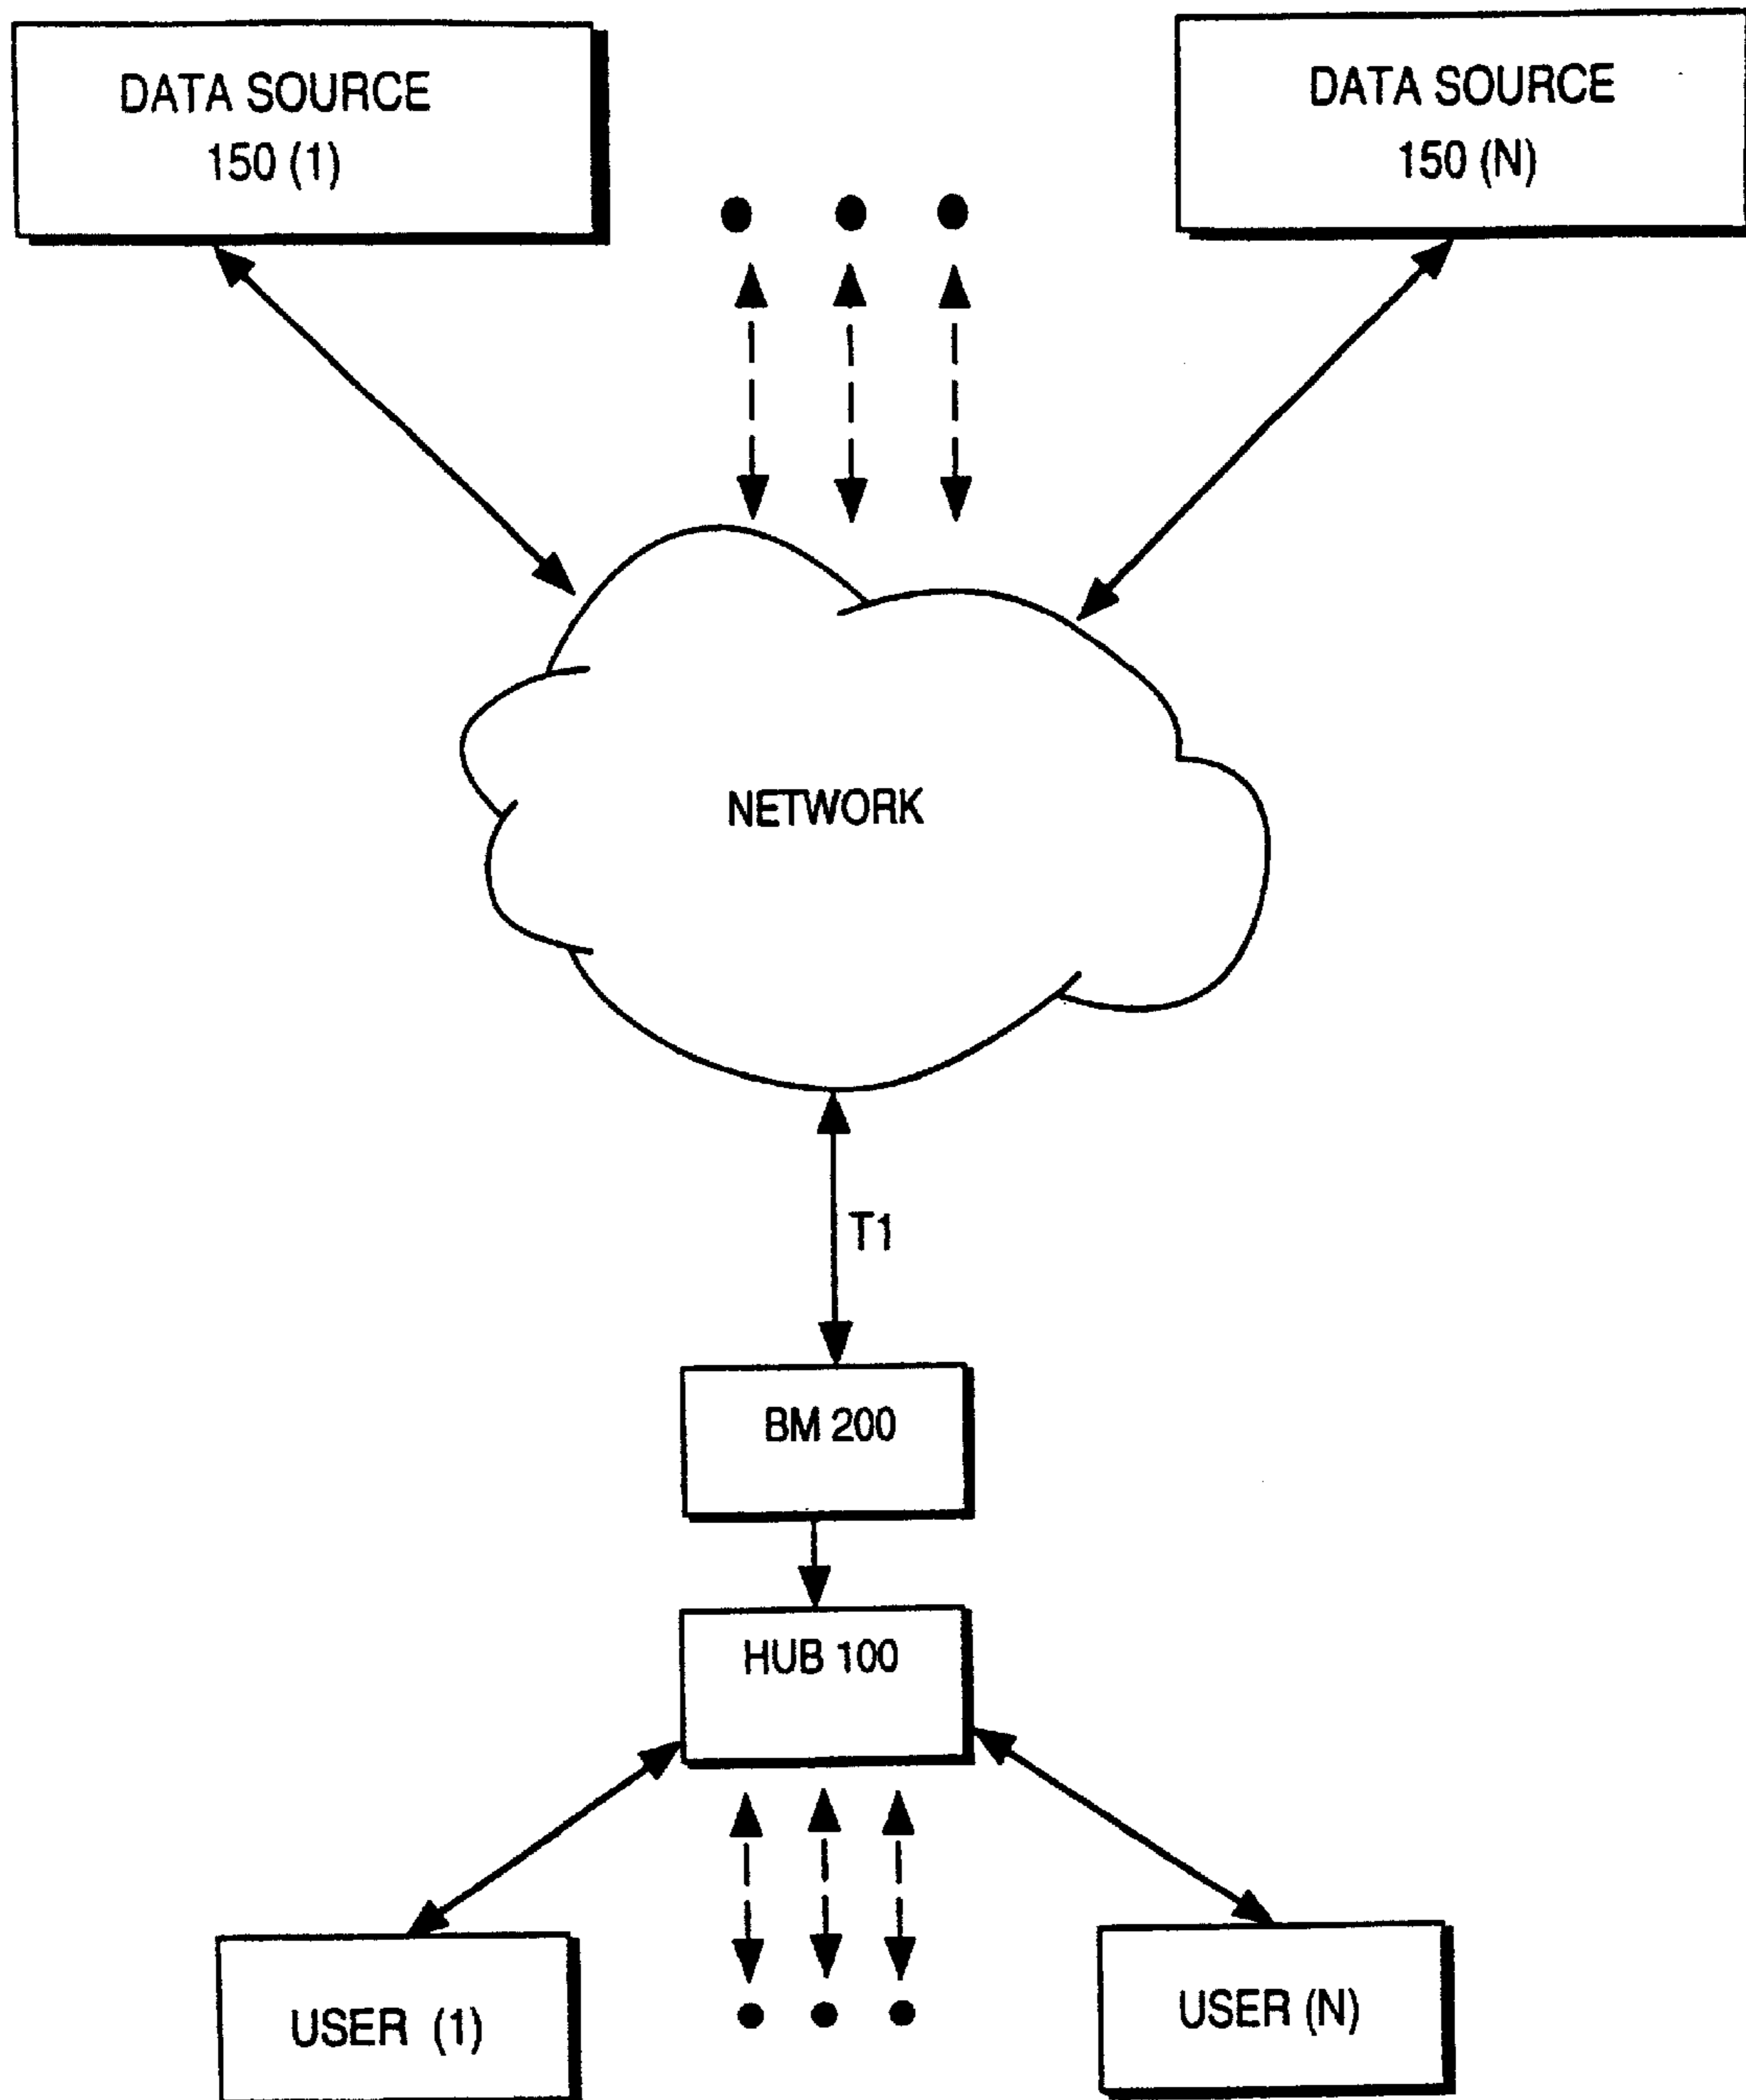 DATA SOURCE
150 (1)
DATA SOURCE
150 (N)
NETWORK
T1
BM 200
HUB 100
USER (1)
USER (N)